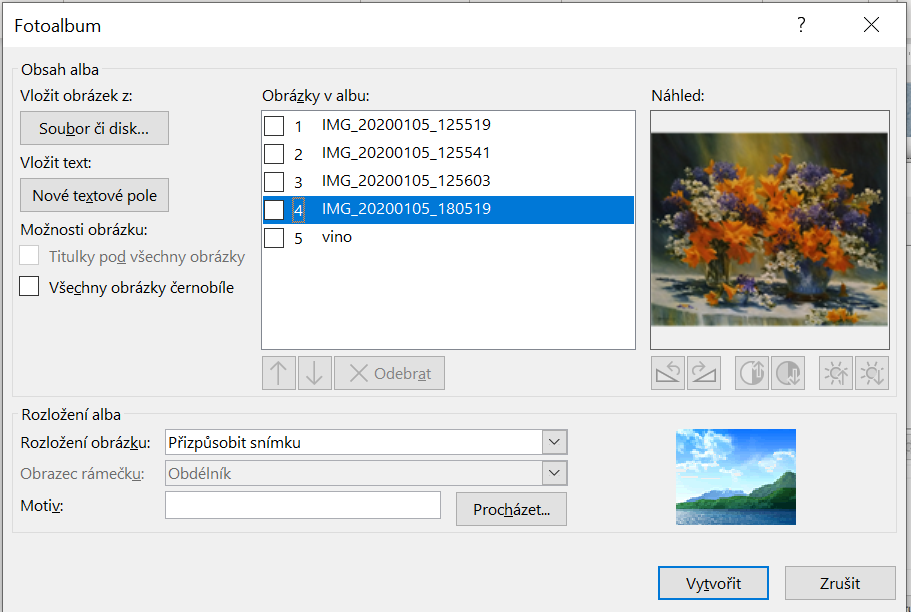 Fotoalbum
?
Obsah alba
Vložit obrázek z:
Soubor či disk...
Vložit text:
Nové textové pole
Možnosti obrázku:
Titulky pod všechny obrázky
Všechny obrázky černobíle
Obrázky v albu:
1 IMG_20200105_125519
2 IMG_20200105_125541
3 IMG_20200105_125603
4 IMG_20200105_180519
5 vino
Odebrat
Náhled:
Rozložení alba
Rozložení obrázku: Přizpůsobit snímku
Obrazec rámečku: Obdélník
Motiv:
Procházet...
Vytvořit
Zrušit